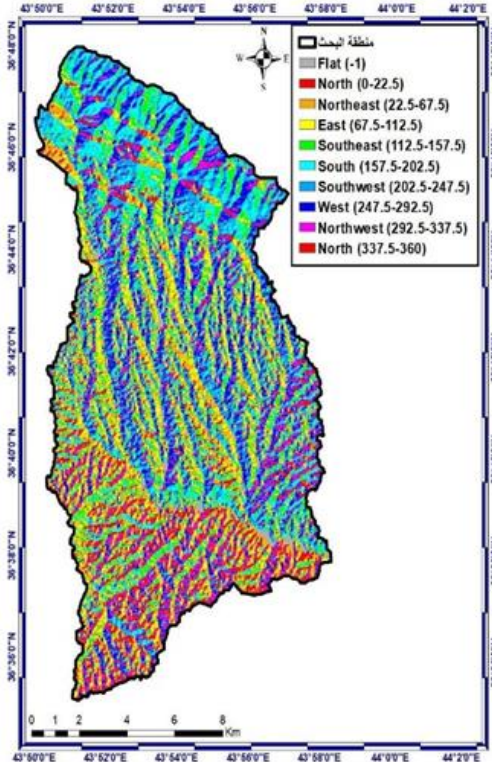 43°50'0"E 43°52'0"E 43°54'0"E 43°56'0"E 43°58'0"E 44°0'0"E 44°2'0"E
36°48'0"N
36°46'0"N
36°44'0"N
36°42'0"N
36°40'0"N
36°38'0"N
36°36'0"N
N
W E
S
منطقة البحث
Flat (-1)
North (0-22.5)
Northeast (22.5-67.5)
East (67.5-112.5)
Southeast (112.5-157.5)
South (157.5-202.5)
Southwest (202.5-247.5)
West (247.5-292.5)
Northwest (292.5-337.5)
North (337.5-360)
0 1 2 4 6 8
Km
43°50'0"E 43°52'0"E 43°54'0"E 43°56'0"E 43°58'0"E 44°0'0"E 44°2'0"E